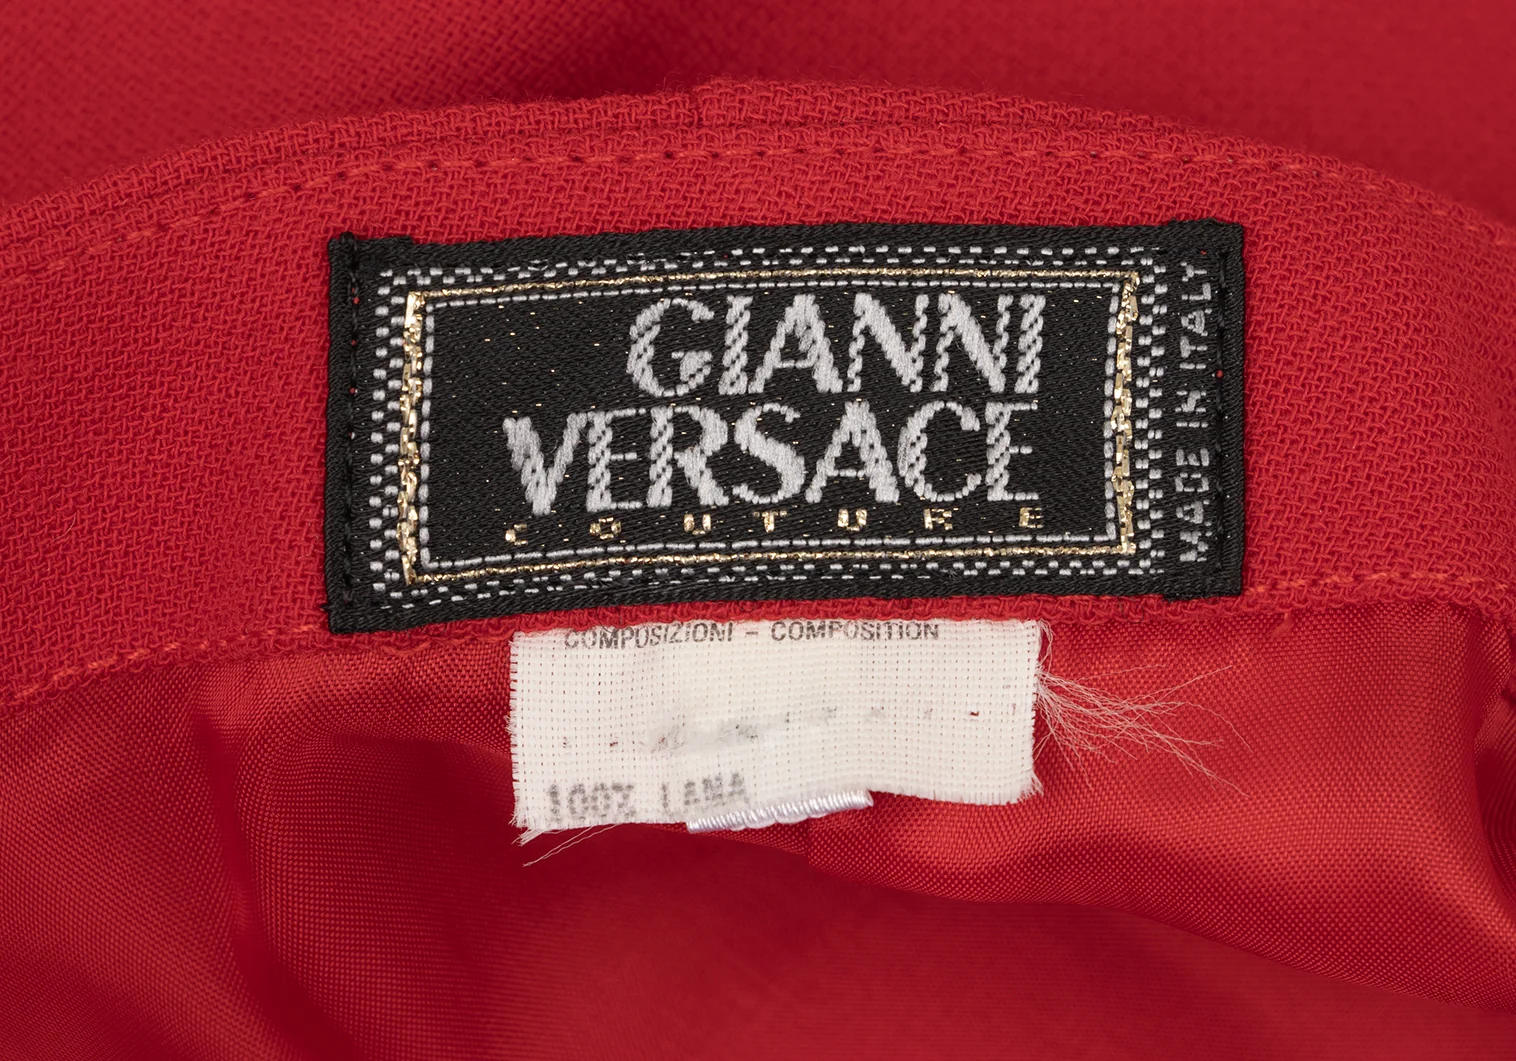 GIANNI
VERSACE
COUTURE
MADE IN ITALY
COMPOSIZIONI - COMPOSITION
100% LANA